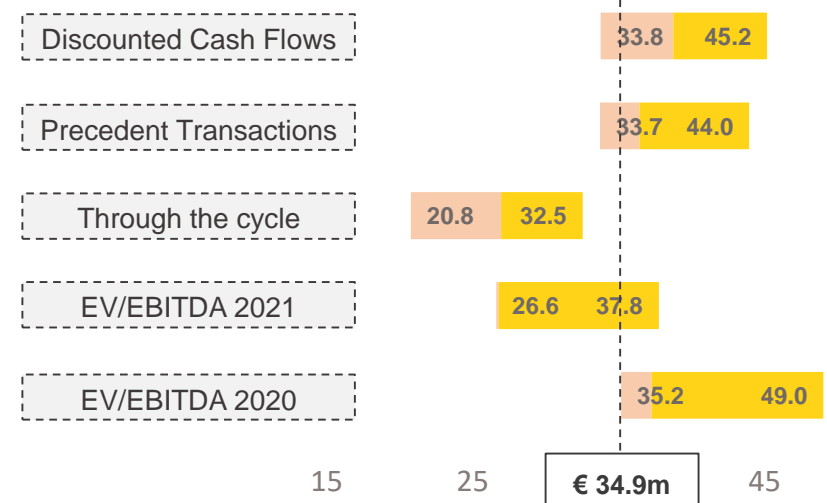 Discounted Cash Flows 33.8 45.2
Precedent Transactions 33.7 44.0
Through the cycle 20.8 32.5
EV/EBITDA 2021 26.6 37.8
EV/EBITDA 2020 35.2 49.0
15 25 € 34.9m 45